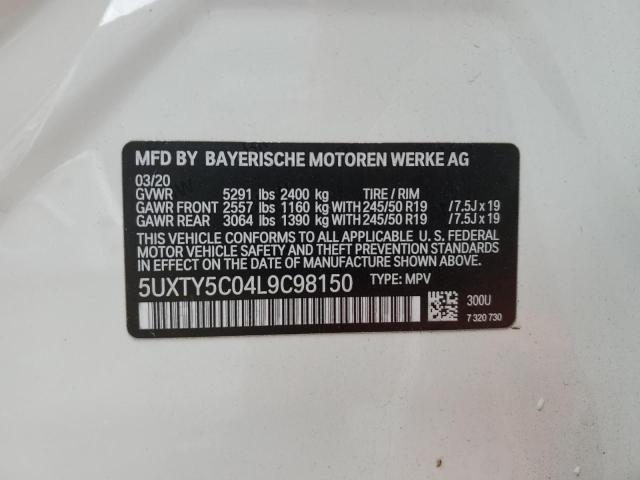 MFD BY BAYERISCHE MOTOREN WERKE AG
03/20
GVWR 5291 lbs 2400 kg TIRE / RIM
GAWR FRONT 2557 lbs 1160 kg WITH 245/50 R19 /7.5J x 19
GAWR REAR 3064 lbs 1390 kg WITH 245/50 R19 /7.5J x 19
THIS VEHICLE CONFORMS TO ALL APPLICABLE U. S. FEDERAL
MOTOR VEHICLE SAFETY AND THEFT PREVENTION STANDARDS
IN EFFECT ON THE DATE OF MANUFACTURE SHOWN ABOVE.
5UXTY5C04L9C98150 TYPE: MPV
300U
7 320 730